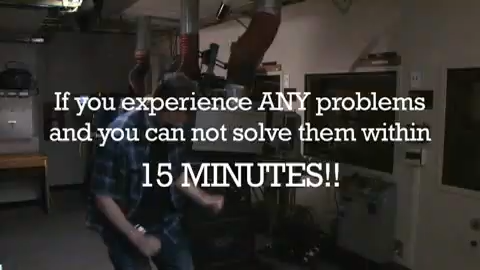 If you experience ANY problems
and you can not solve them within
15 MINUTES!!